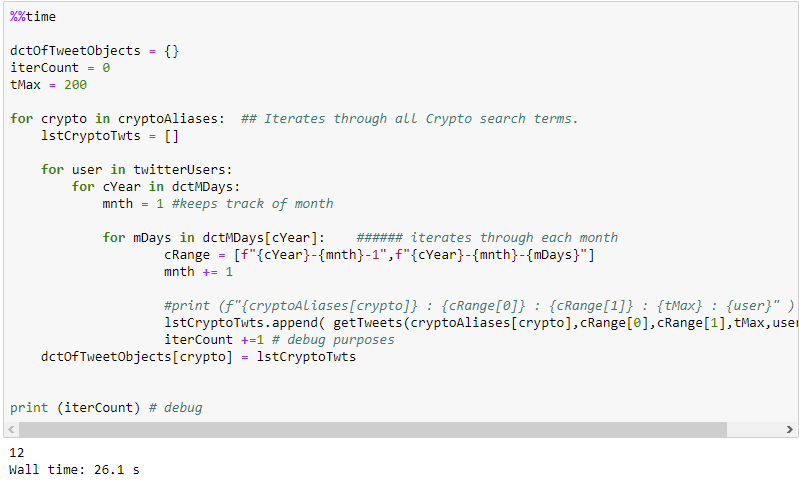 %%time

dctOfTweetObjects = {}
iterCount = 0
tMax = 200

for crypto in cryptoAliases:  ## Iterates through all Crypto search terms.
    lstCryptoTwts = []

    for user in twitterUsers:
        for cYear in dctMDays:
            mnth = 1 #keeps track of month

            for mDays in dctMDays[cYear]:    ###### iterates through each month
                    cRange = [f"{cYear}-{mnth}-1",f"{cYear}-{mnth}-{mDays}"]
                    mnth += 1

                    #print (f"{cryptoAliases[crypto]} : {cRange[0]} : {cRange[1]} : {tMax} : {user}" )
                    lstCryptoTwts.append( getTweets(cryptoAliases[crypto],cRange[0],cRange[1],tMax,user
                    iterCount +=1 # debug purposes
    dctOfTweetObjects[crypto] = lstCryptoTwts


print (iterCount) # debug
12
Wall time: 26.1 s